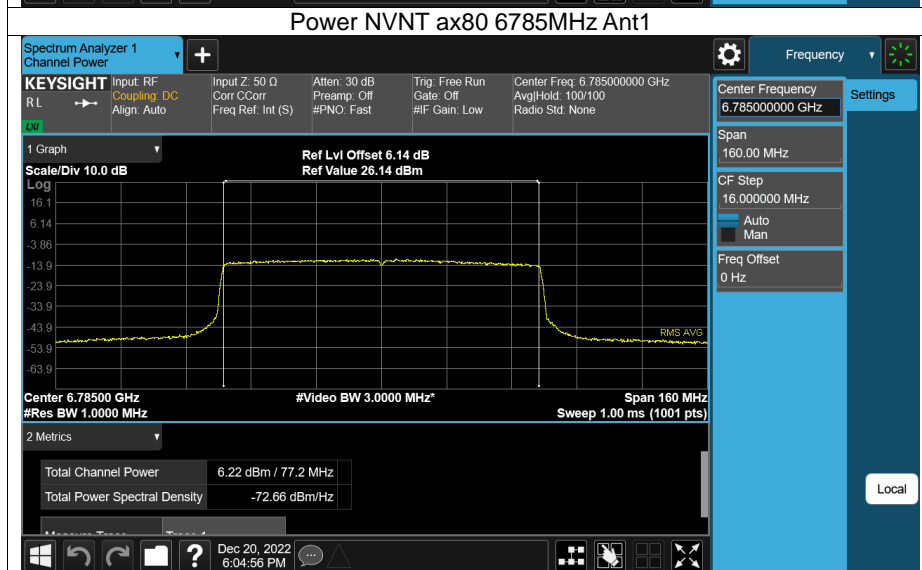 Power NVNT ax80 6785MHz Ant1
Spectrum Analyzer 1
Channel Power
+
Frequency
KEYSIGHT
RL
LXI
Input: RF
Coupling: DC
Align: Auto
Input Z: 50 Ω
Corr CCorr
Freq Ref: Int (S)
Atten: 30 dB
Preamp: Off
#PNO: Fast
Trig: Free Run
Gate: Off
#IF Gain: Low
Center Freq: 6.785000000 GHz
Avg|Hold: 100/100
Radio Std: None
Center Frequency
6.785000000 GHz
Settings
Span
160.00 MHz
CF Step
16.000000 MHz
Auto
Man
Freq Offset
0 Hz
1 Graph
Scale/Div 10.0 dB
Ref Lvl Offset 6.14 dB
Ref Value 26.14 dBm
Log
16.1
6.14
-3.86
-13.9
-23.9
-33.9
-43.9
-53.9
-63.9
RMS AVG
Center 6.78500 GHz
#Video BW 3.0000 MHz*
Span 160 MHz
#Res BW 1.0000 MHz
Sweep 1.00 ms (1001 pts)
2 Metrics
Total Channel Power 6.22 dBm / 77.2 MHz
Total Power Spectral Density -72.66 dBm/Hz
Measure Trace Trace 1
Local
?
Dec 20, 2022
6:04:56 PM